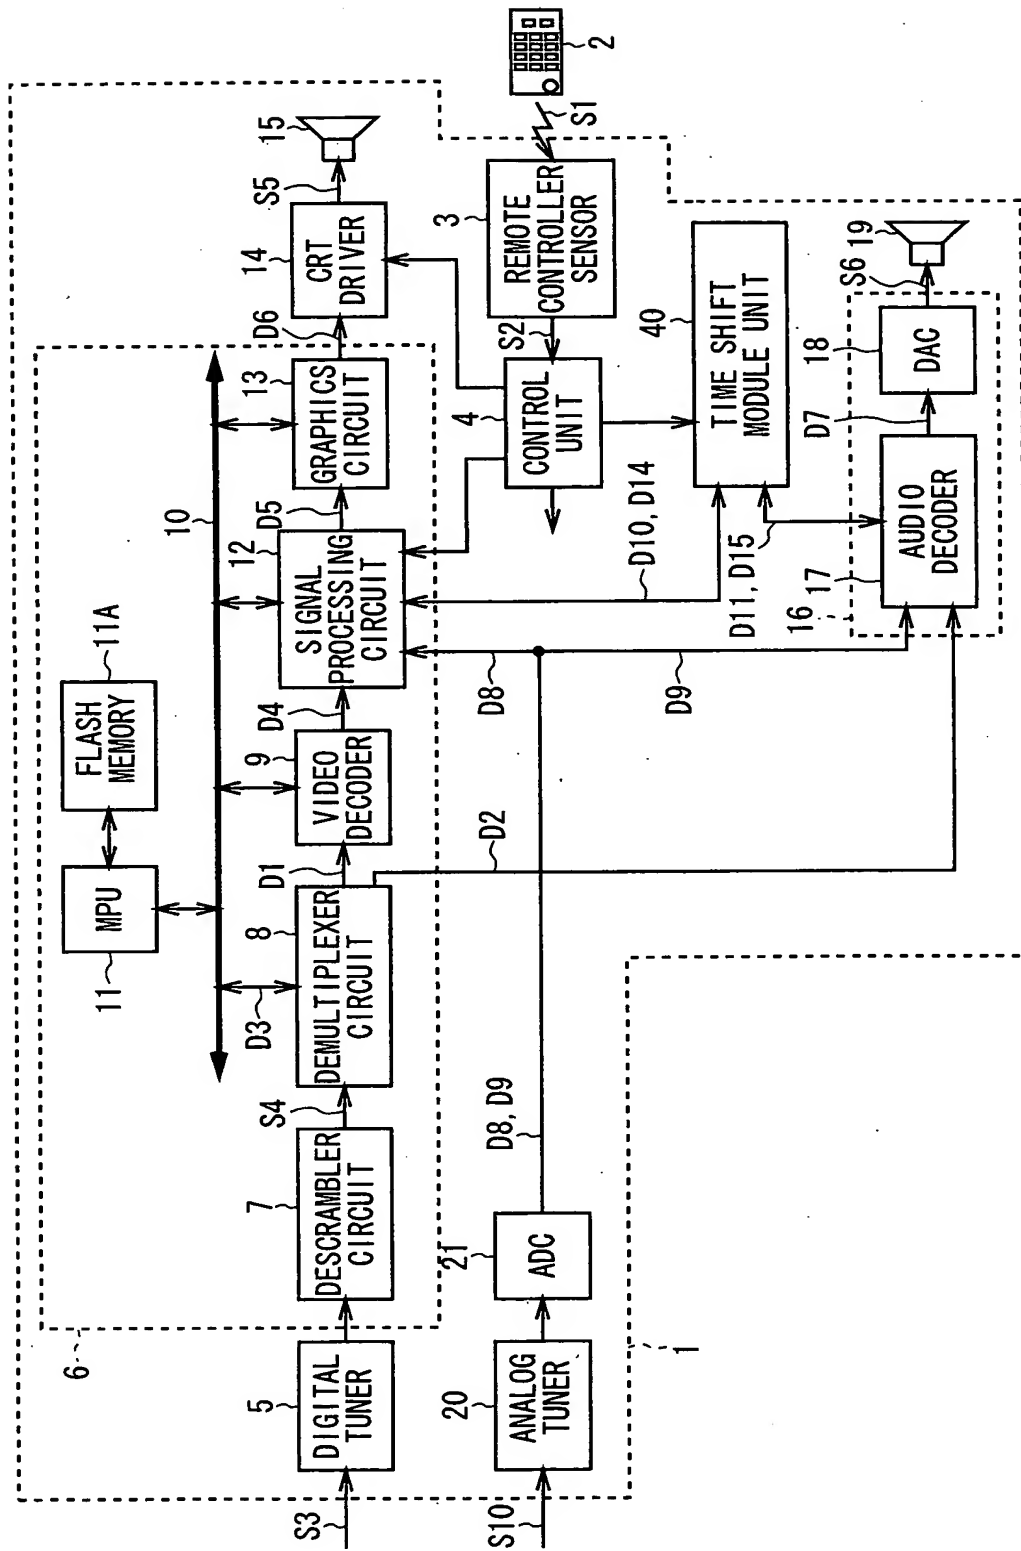 11
MPU
FLASH
MEMORY
11A
10
6
5
DIGITAL
TUNER
S3
7
DESCRAMBLER
CIRCUIT
S4
D3
8
DEMULTIPLEXER
CIRCUIT
D1
9
VIDEO
DECODER
D4
12
SIGNAL
PROCESSING
CIRCUIT
D5
13
GRAPHICS
CIRCUIT
D6
14
CRT
DRIVER
S5
15
20
ANALOG
TUNER
S10
21
ADC
D8, D9
D2
D8
D9
4
CONTROL
UNIT
S2
3
REMOTE
CONTROLLER
SENSOR
S1
2
D10, D14
D11, D15
40
TIME SHIFT
MODULE UNIT
16
17
AUDIO
DECODER
D7
18
DAC
S6
19
1